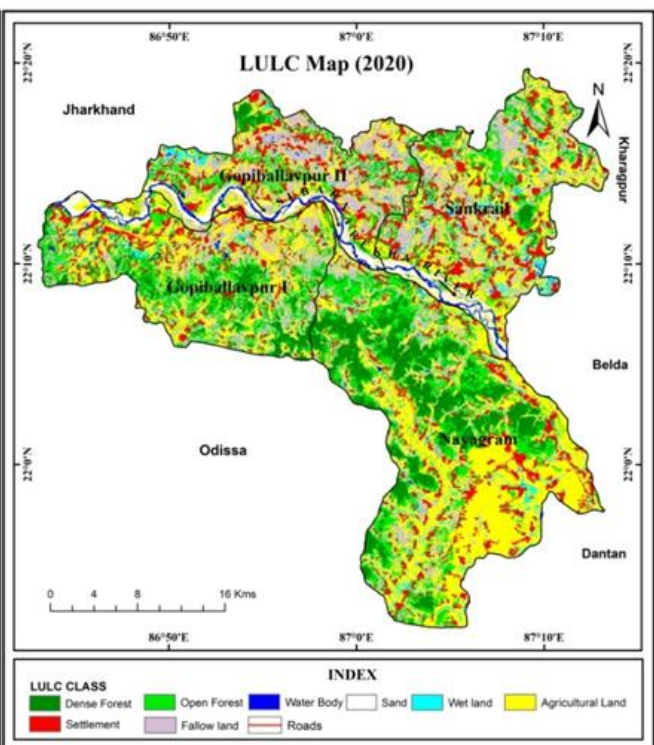 86°50'E 87°0'E 87°10'E
LULC Map (2020)
22°20'N 22°20'N
N
Jharkhand
Kharagpur
Gopiballavpur II
Sankrail
22°10'N 22°10'N
Gopiballavpur I
RIVER
Belda
Odissa
Nayagram
22°0'N 22°0'N
Dantan
0 4 8 16 Kms
86°50'E 87°0'E 87°10'E
INDEX
LULC CLASS
Dense Forest Open Forest Water Body Sand Wet land Agricultural Land
Settlement Fallow land Roads